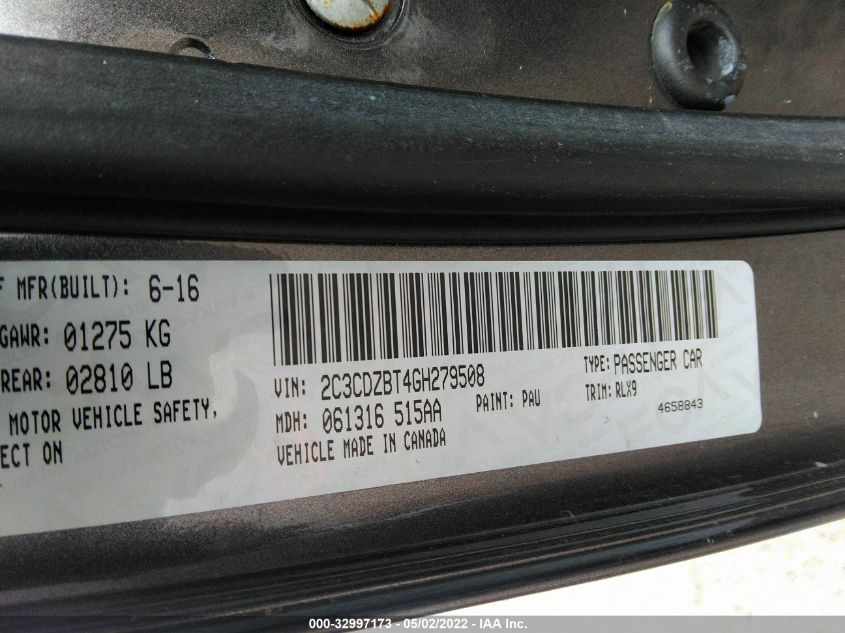 F MFR(BUILT): 6-16
GAWR: 01275 KG
REAR: 02810 LB
MOTOR VEHICLE SAFETY,
ECT ON
VIN: 2C3CDZBT4GH279508
TYPE: PASSENGER CAR
MDH: 061316 515AA
PAINT: PAU
TRIM: RLX9
VEHICLE MADE IN CANADA
4658843
000-32997173 - 05/02/2022 - IAA Inc.